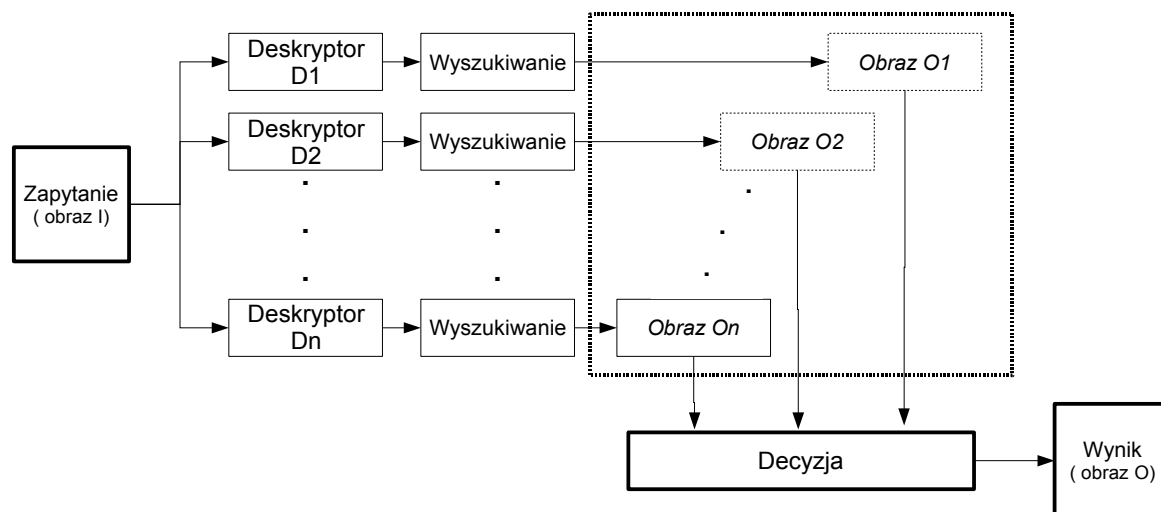 Deskryptor
D1
Wyszukiwanie
Obraz O1
Deskryptor
D2
Wyszukiwanie
Obraz O2
Zapytanie
( obraz I)
Deskryptor
Dn
Wyszukiwanie
Obraz On
Decyzja
Wynik
( obraz O)